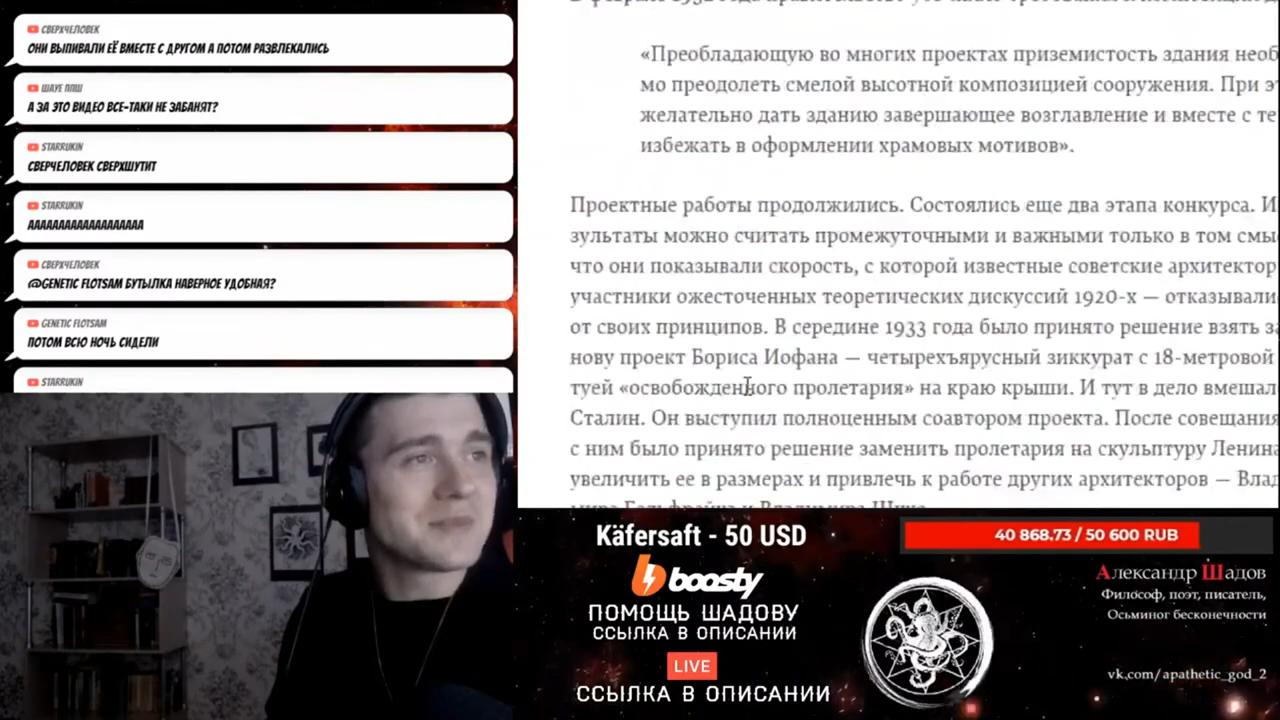 СВЕРХЧЕЛОВЕК
ОНИ ВЫПИВАЛИ ЕЁ ВМЕСТЕ С ДРУГОМ А ПОТОМ РАЗВЛЕКАЛИСЬ
ШАУЕ ППШ
А ЗА ЭТО ВИДЕО ВСЕ-ТАКИ НЕ ЗАБАНЯТ?
STARRUKIN
СВЕРЧЕЛОВЕК СВЕРХШУТИТ
STARRUKIN
ААААААААААААААААААА
СВЕРХЧЕЛОВЕК
@GENETIC FLOTSAM БУТЫЛКА НАВЕРНОЕ УДОБНАЯ?
GENETIC FLOTSAM
ПОТОМ ВСЮ НОЧЬ СИДЕЛИ
STARRUKIN
«Преобладающую во многих проектах приземистость здания необ
мо преодолеть смелой высотной композицией сооружения. При э
желательно дать зданию завершающее возглавление и вместе с те
избежать в оформлении храмовых мотивов».
Проектные работы продолжились. Состоялись еще два этапа конкурса. И
зультаты можно считать промежуточными и важными только в том смы
что они показывали скорость, с которой известные советские архитектор
участники ожесточенных теоретических дискуссий 1920-х — отказывали
от своих принципов. В середине 1933 года было принято решение взять з
нову проект Бориса Иофана — четырехъярусный зиккурат с 18-метровой
туей «освобожденного пролетария» на краю крыши. И тут в дело вмешал
Сталин. Он выступил полноценным соавтором проекта. После совещания
с ним было принято решение заменить пролетария на скульптуру Ленина
увеличить ее в размерах и привлечь к работе других архитекторов — Влад
Käfersaft - 50 USD
boosty
ПОМОЩЬ ШАДОВУ
ССЫЛКА В ОПИСАНИИ
LIVE
ССЫЛКА В ОПИСАНИИ
40 868.73 / 50 600 RUB
Александр Шадов
Философ, поэт, писатель,
Осьминог бесконечности
vk.com/apathetic_god_2